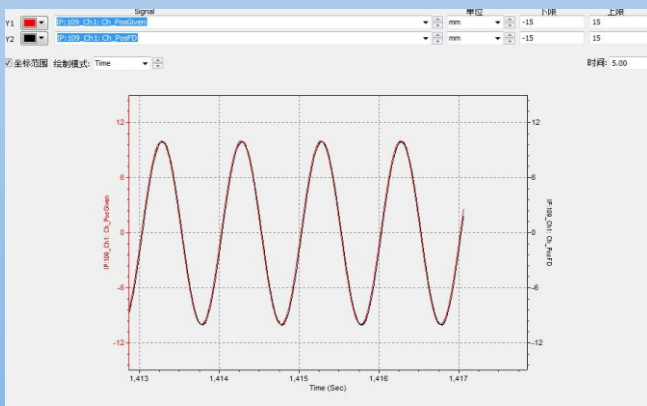 Signal 单位 下限 上限
Y1 IP:109_Ch1: Ch_PosGiven mm -15 15
Y2 IP:109_Ch1: Ch_PosFD mm -15 15
坐标范围 绘制模式: Time 时间: 5.00
12
6
0
-6
-12
IP:109_Ch1: Ch_PosGiven
12
6
0
-6
-12
IP:109_Ch1: Ch_PosFD
1,413 1,414 1,415 1,416 1,417
Time (Sec)